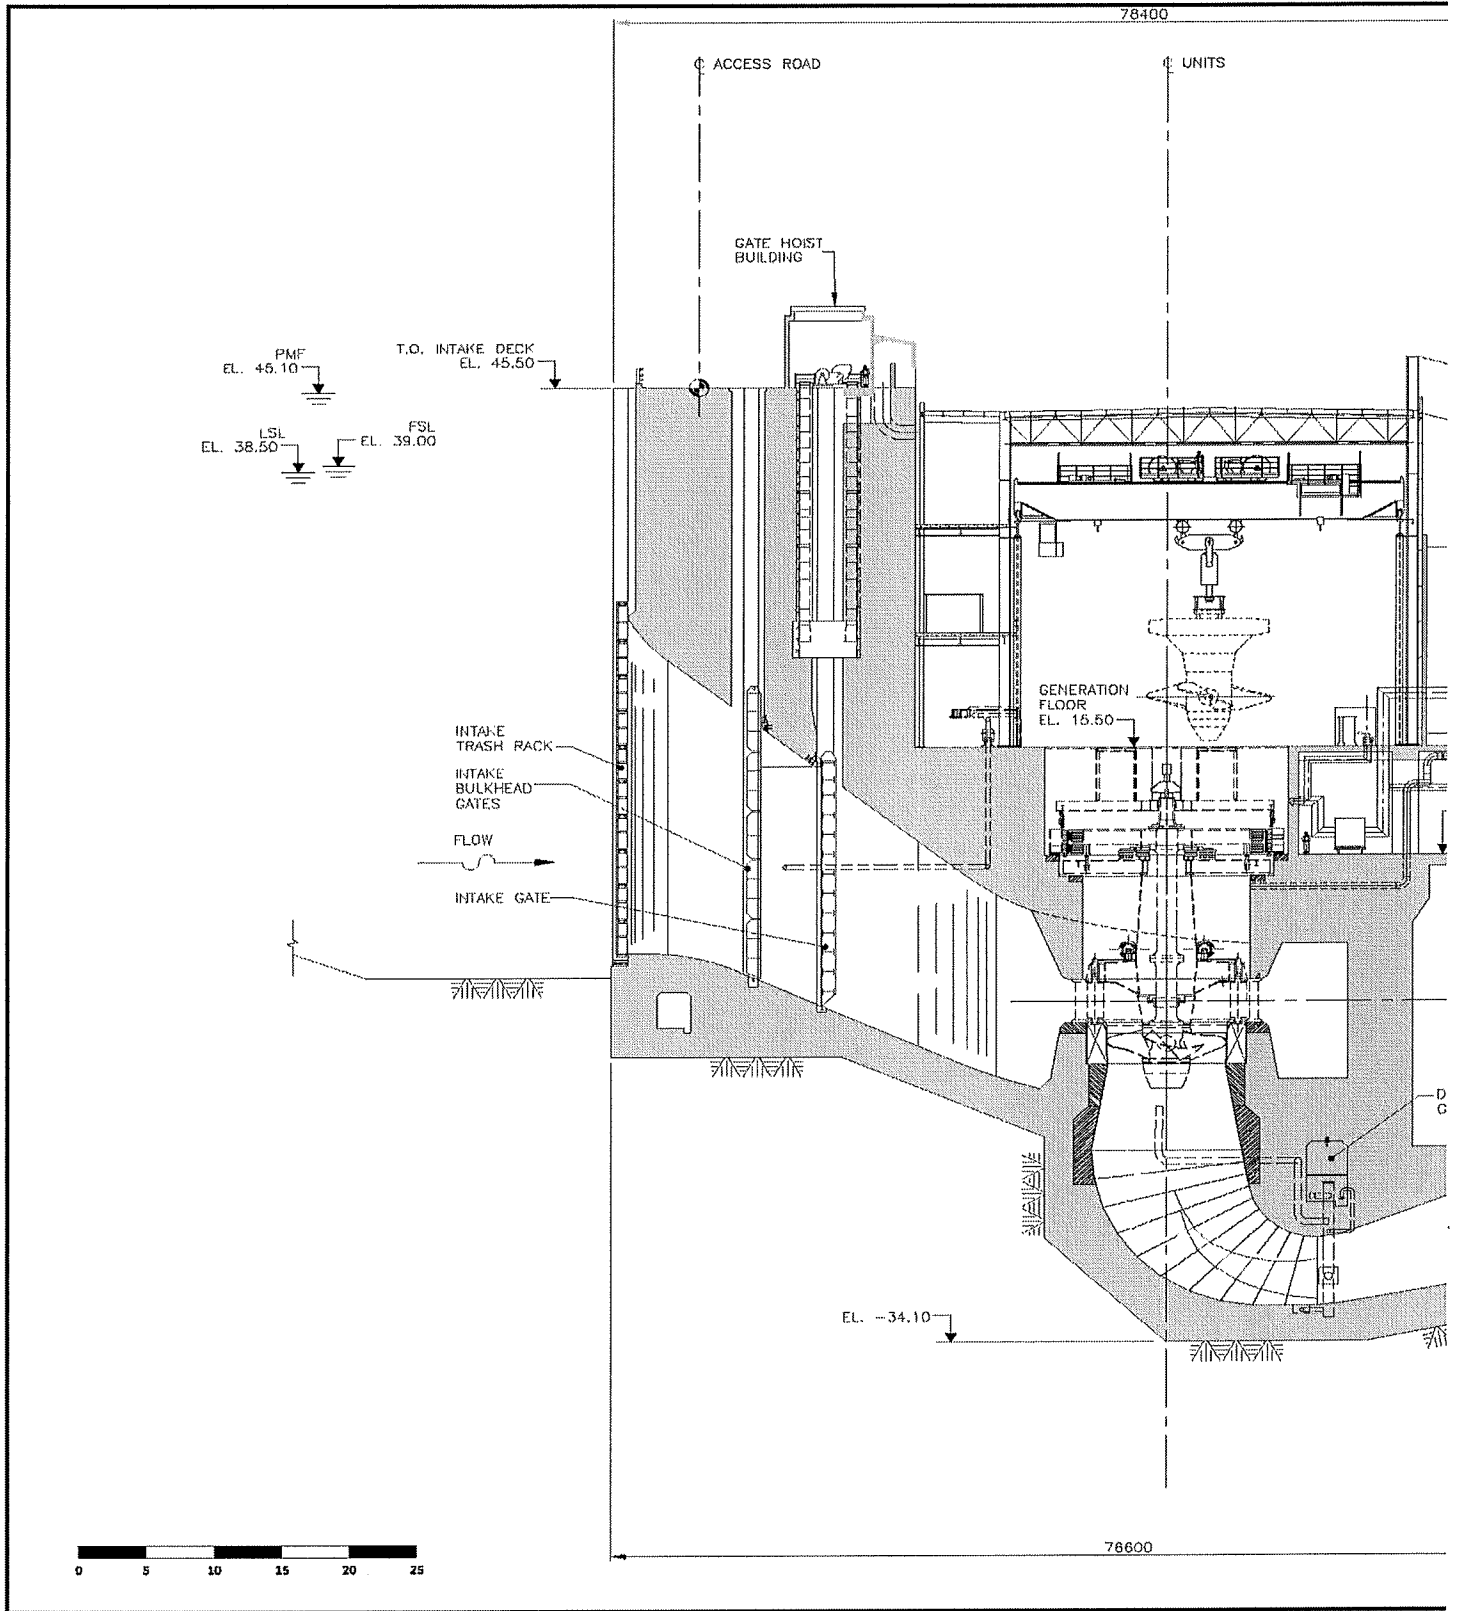 78400
℄ ACCESS ROAD
℄ UNITS
GATE HOIST
BUILDING
PMF
EL. 45.10
T.O. INTAKE DECK
EL. 45.50
LSL
EL. 38.50
FSL
EL. 39.00
GENERATION
FLOOR
EL. 15.50
INTAKE
TRASH RACK
INTAKE
BULKHEAD
GATES
FLOW
INTAKE GATE
D
G
EL. -34.10
76600
0 5 10 15 20 25